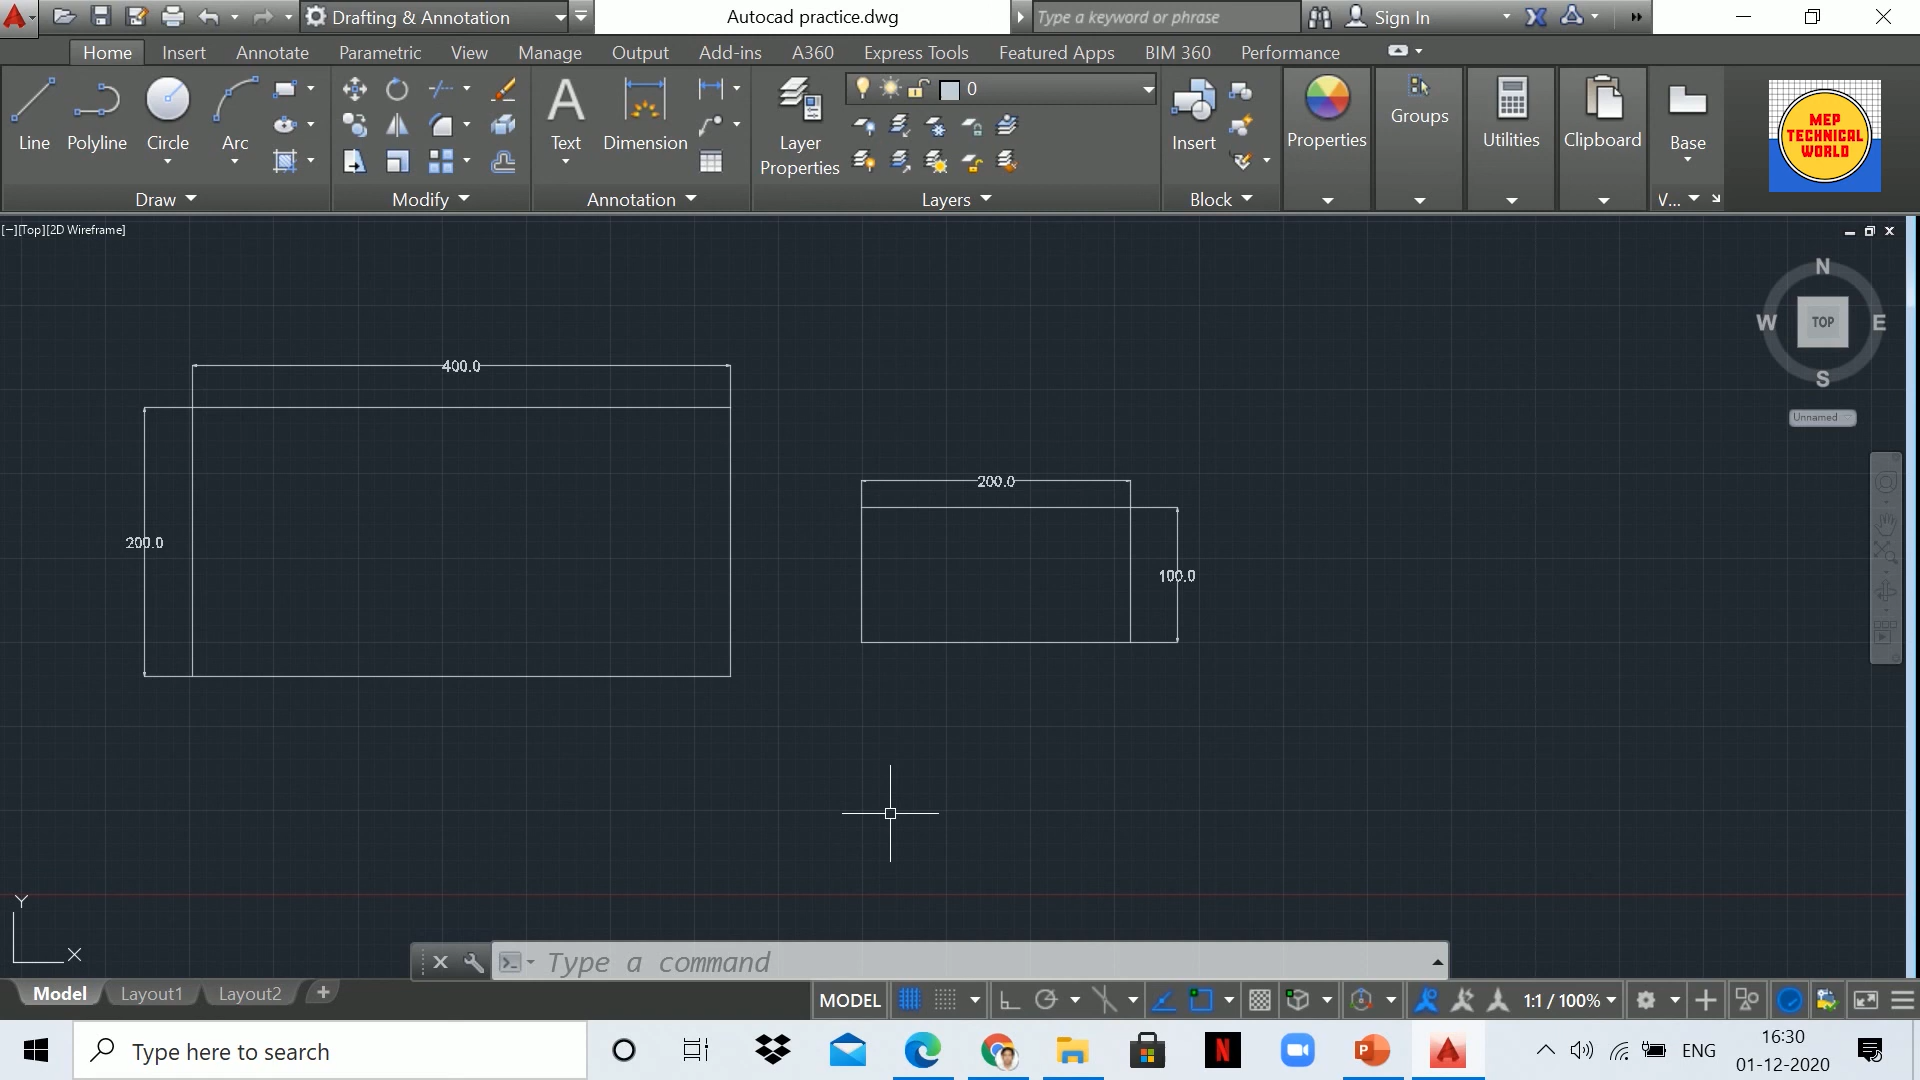 Drafting & Annotation
Autocad practice.dwg
Type a keyword or phrase
Sign In
Home Insert Annotate Parametric View Manage Output Add-ins A360 Express Tools Featured Apps BIM 360 Performance
Line Polyline Circle Arc
Text Dimension
Layer Properties
0
Insert
Properties
Groups
Utilities
Clipboard
Base
MEP
TECHNICAL
WORLD
Draw Modify Annotation Layers Block V...
[−][Top][2D Wireframe]
N
W TOP E
S
Unnamed
400.0
200.0
200.0
100.0
Y
X
Type a command
Model Layout1 Layout2 +
MODEL
1:1 / 100%
Type here to search
ENG
16:30
01-12-2020